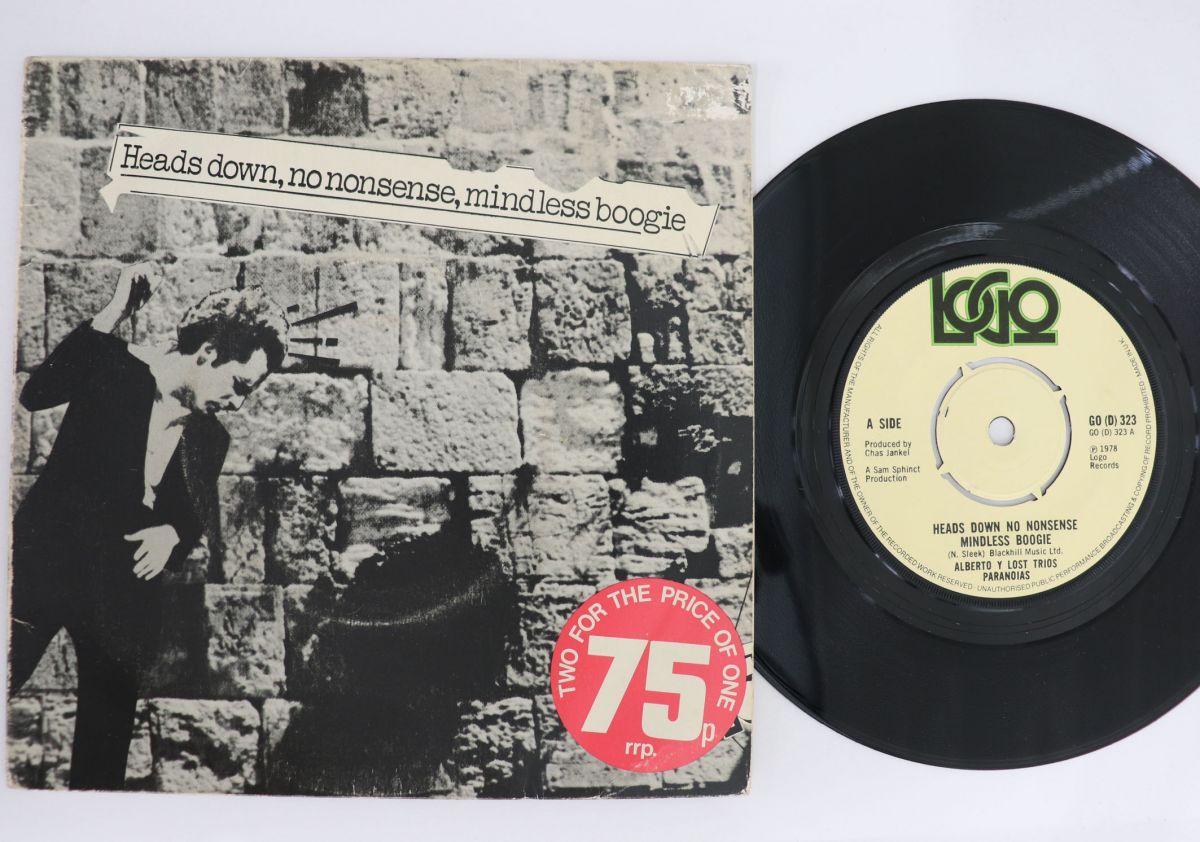 Heads down, no nonsense, mindless boogie
TWO FOR THE PRICE OF ONE
75p
rrp.
LOGO
ALL RIGHTS OF THE MANUFACTURER AND OF THE OWNER OF THE RECORDED WORK RESERVED · UNAUTHORISED PUBLIC PERFORMANCE BROADCASTING & COPYING OF RECORD PROHIBITED · MADE IN U.K.
A SIDE
Produced by
Chas Jankel
A Sam Sphinct
Production
GO (D) 323
GO (D) 323 A
℗ 1978
Logo
Records
HEADS DOWN NO NONSENSE
MINDLESS BOOGIE
(N. Sleek) Blackhill Music Ltd.
ALBERTO Y LOST TRIOS
PARANOIAS